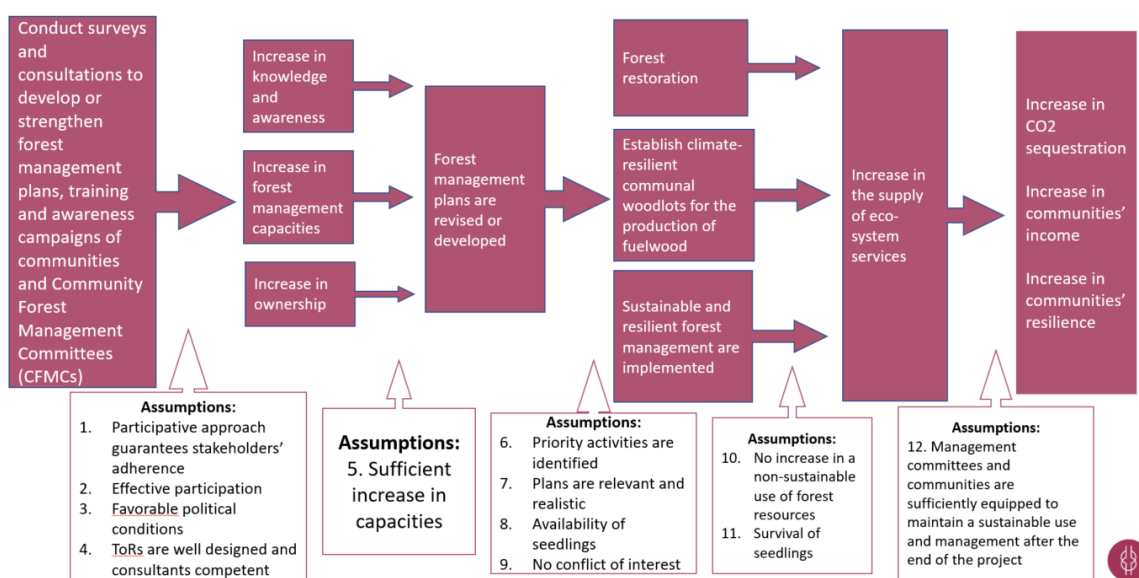 Conduct surveys
and
consultations to
develop or
strengthen
forest
management
plans, training
and awareness
campaigns of
communities
and Community
Forest
Management
Committees
(CFMCs)
Increase in
knowledge
and
awareness
Increase in
forest
management
capacities
Increase in
ownership
Forest
management
plans are
revised or
developed
Forest
restoration
Establish climate-
resilient
communal
woodlots for the
production of
fuelwood
Sustainable and
resilient forest
management are
implemented
Increase in
the supply
of eco-
system
services
Increase in
CO2
sequestration
Increase in
communities'
income
Increase in
communities'
resilience
Assumptions:
1. Participative approach
guarantees stakeholders'
adherence
2. Effective participation
3. Favorable political
conditions
4. ToRs are well designed and
consultants competent
Assumptions:
5. Sufficient
increase in
capacities
Assumptions:
6. Priority activities are
identified
7. Plans are relevant and
realistic
8. Availability of
seedlings
9. No conflict of interest
Assumptions:
10. No increase in a
non-sustainable
use of forest
resources
11. Survival of
seedlings
Assumptions:
12. Management
committees and
communities are
sufficiently equipped to
maintain a sustainable use
and management after the
end of the project